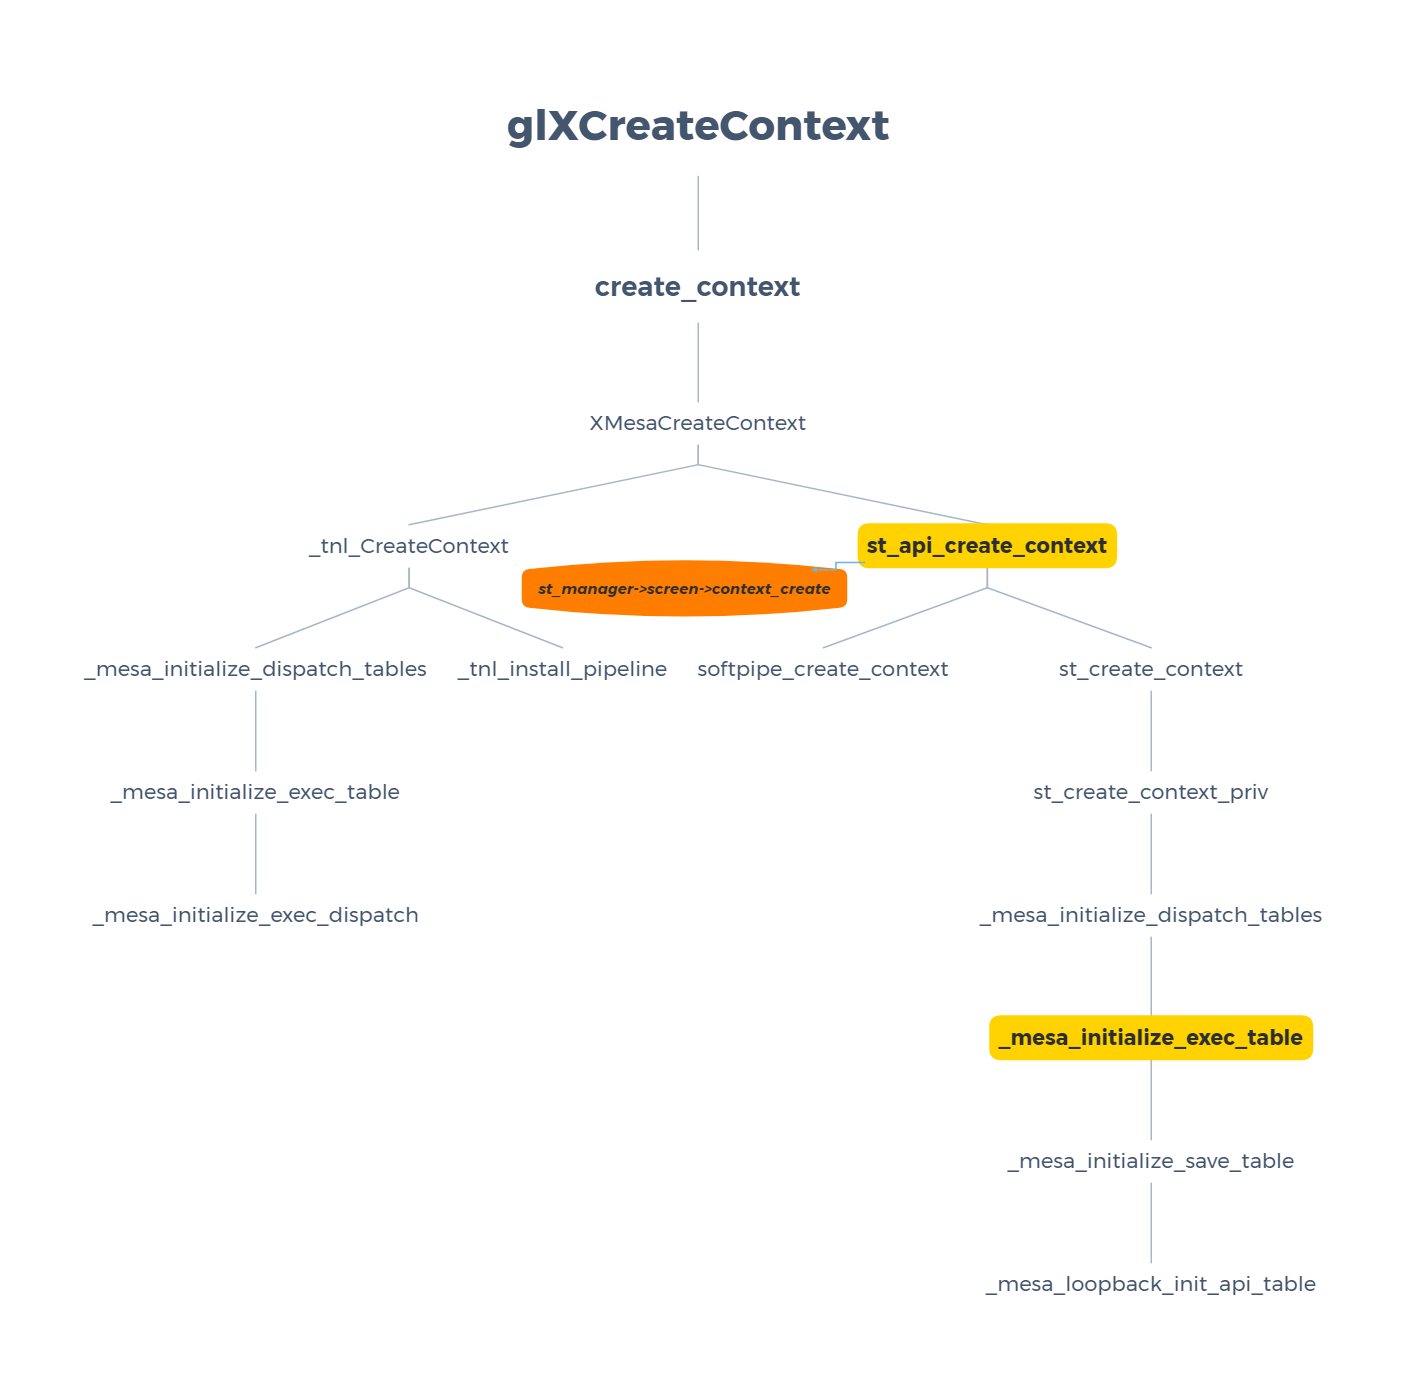 glXCreateContext
create_context
XMesaCreateContext
_tnl_CreateContext
st_api_create_context
st_manager->screen->context_create
_mesa_initialize_dispatch_tables
_tnl_install_pipeline
softpipe_create_context
st_create_context
_mesa_initialize_exec_table
st_create_context_priv
_mesa_initialize_exec_dispatch
_mesa_initialize_dispatch_tables
_mesa_initialize_exec_table
_mesa_initialize_save_table
_mesa_loopback_init_api_table